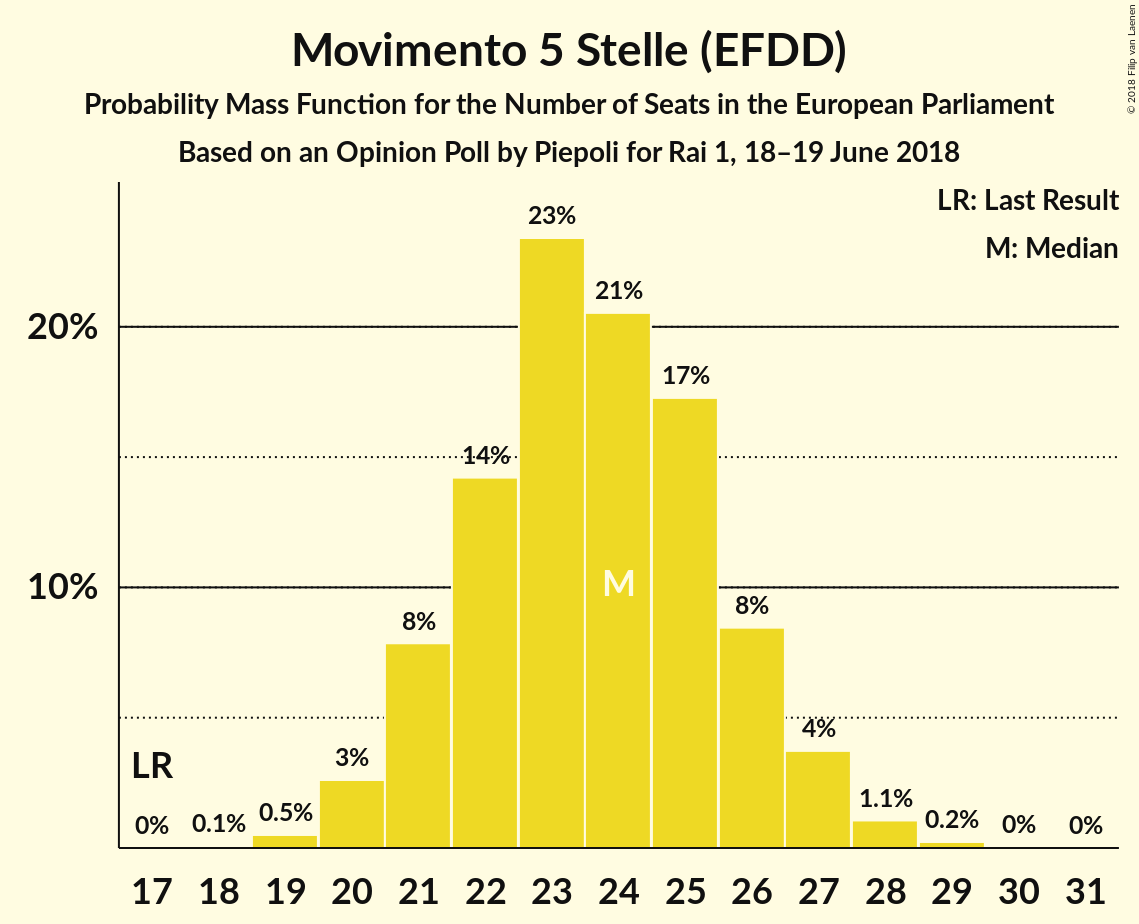 Movimento 5 Stelle (EFDD)
Probability Mass Function for the Number of Seats in the European Parliament
Based on an Opinion Poll by Piepoli for Rai 1, 18–19 June 2018
© 2018 Filip van Laenen
LR: Last Result
M: Median
23%
21%
20%
17%
14%
M
10%
8%
8%
4%
LR
3%
1.1%
0.5%
0.2%
0%
0.1%
0%
0%
17 18 19 20 21 22 23 24 25 26 27 28 29 30 31